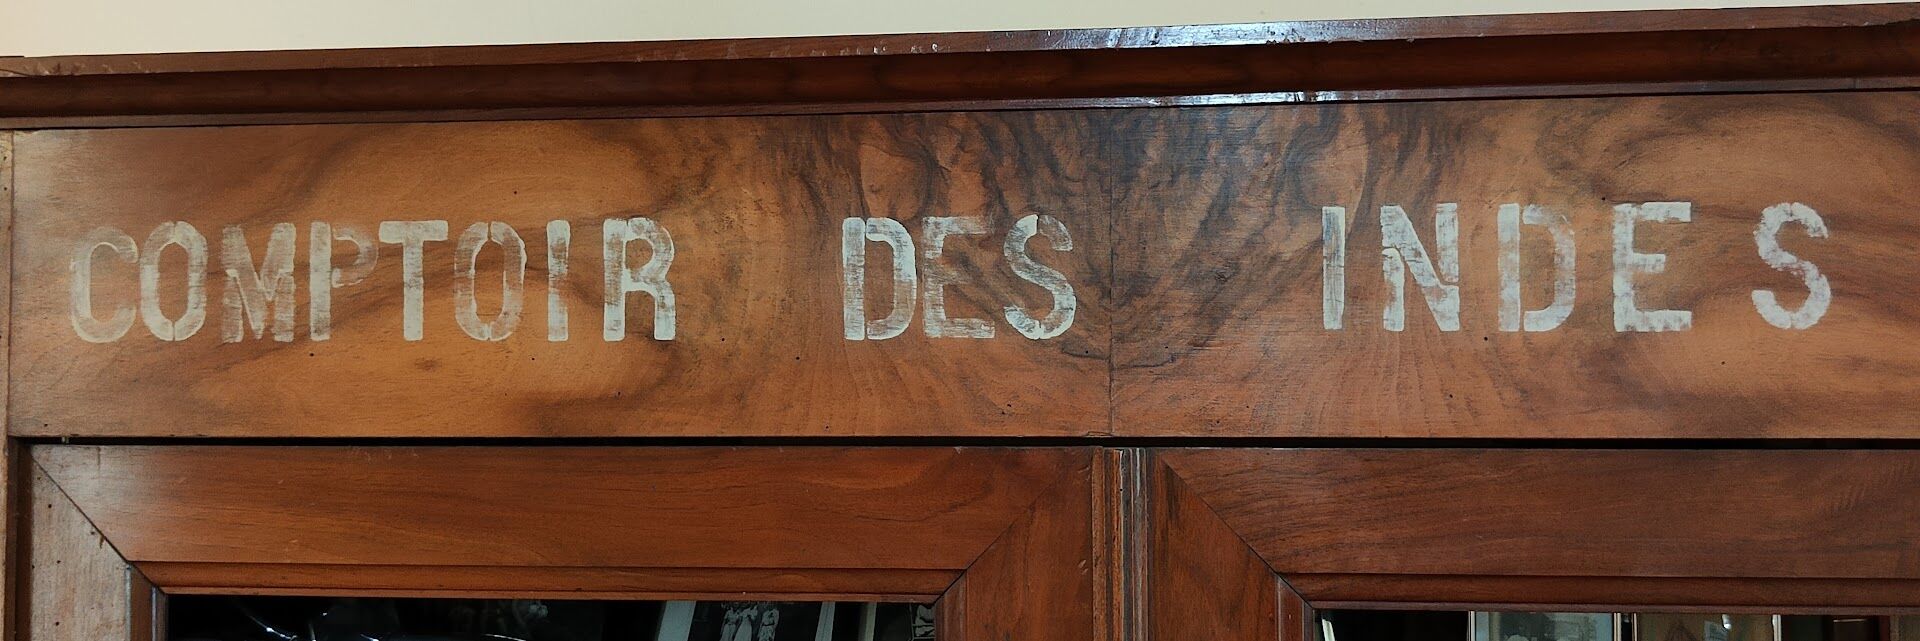 COMPTOIR DES INDES